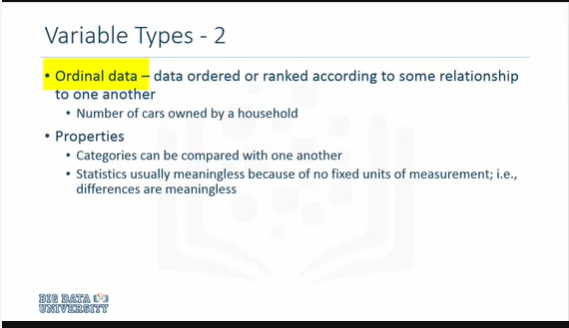 Variable Types - 2
• Ordinal data – data ordered or ranked according to some relationship
to one another
• Number of cars owned by a household
• Properties
• Categories can be compared with one another
• Statistics usually meaningless because of no fixed units of measurement; i.e.,
differences are meaningless
BIG DATA
UNIVERSITY